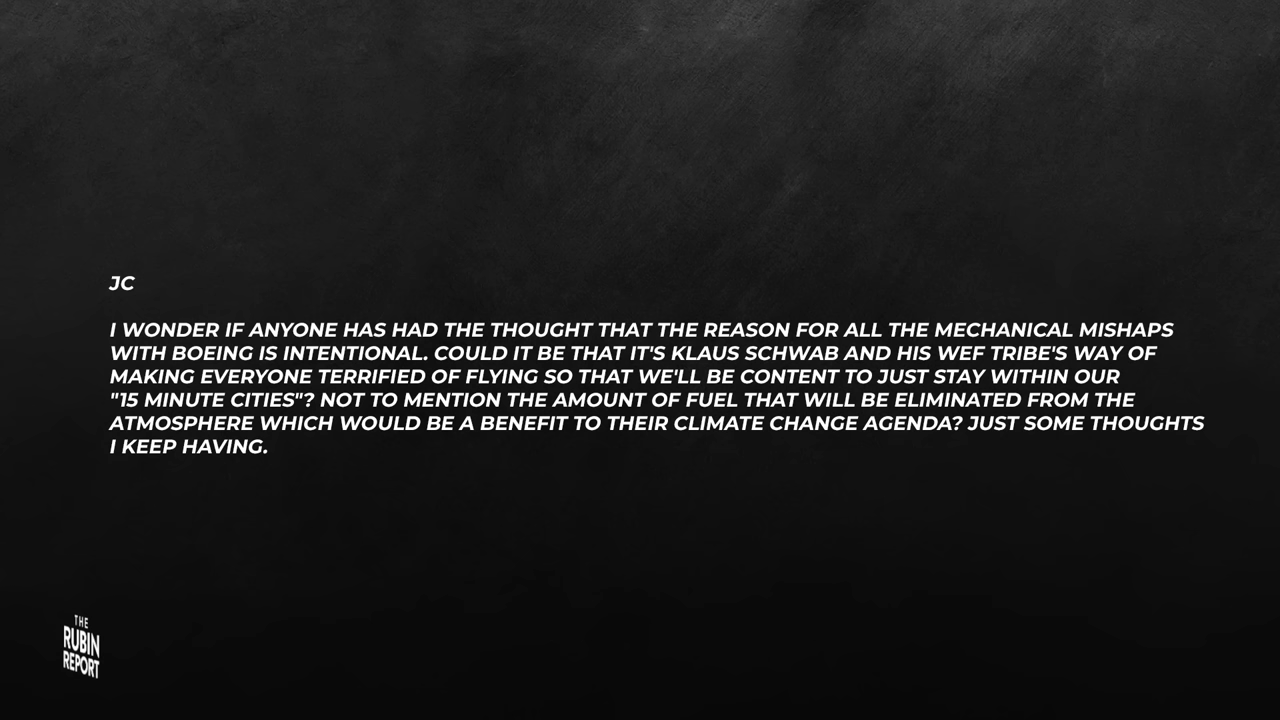 JC
I WONDER IF ANYONE HAS HAD THE THOUGHT THAT THE REASON FOR ALL THE MECHANICAL MISHAPS
WITH BOEING IS INTENTIONAL. COULD IT BE THAT IT'S KLAUS SCHWAB AND HIS WEF TRIBE'S WAY OF
MAKING EVERYONE TERRIFIED OF FLYING SO THAT WE'LL BE CONTENT TO JUST STAY WITHIN OUR
"15 MINUTE CITIES"? NOT TO MENTION THE AMOUNT OF FUEL THAT WILL BE ELIMINATED FROM THE
ATMOSPHERE WHICH WOULD BE A BENEFIT TO THEIR CLIMATE CHANGE AGENDA? JUST SOME THOUGHTS
I KEEP HAVING.
THE
RUBIN
REPORT